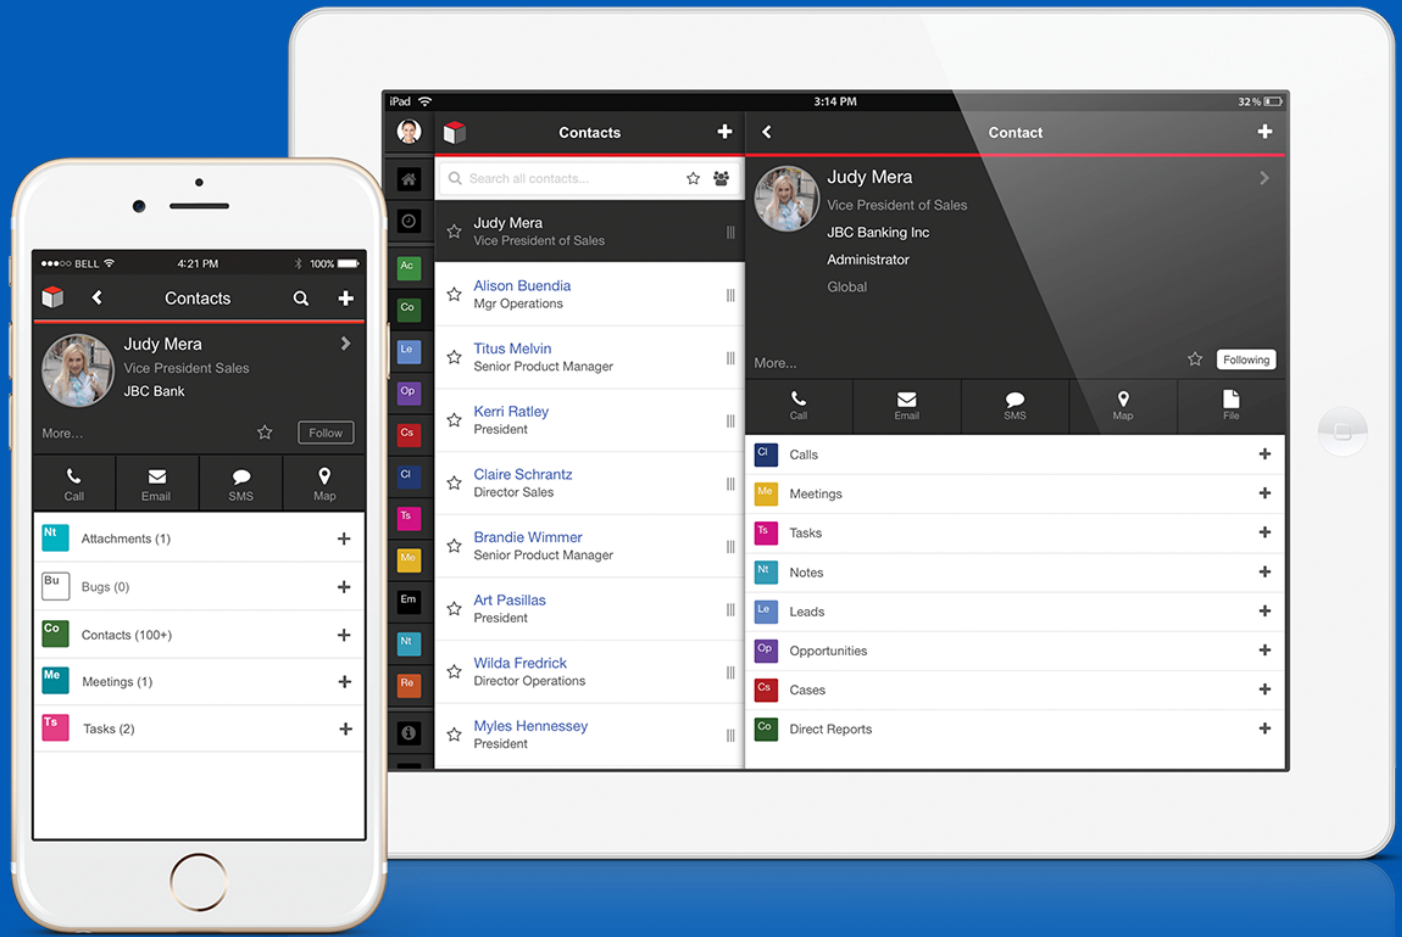 iPad
3:14 PM
32 %
Contacts
Contact
Search all contacts...
Judy Mera
Vice President of Sales
Alison Buendia
Mgr Operations
Titus Melvin
Senior Product Manager
Kerri Ratley
President
Claire Schrantz
Director Sales
Brandie Wimmer
Senior Product Manager
Art Pasillas
President
Wilda Fredrick
Director Operations
Myles Hennessey
President
Ac
Co
Le
Op
Cs
Cl
Ts
Me
Em
Nt
Re
Judy Mera
Vice President of Sales
JBC Banking Inc
Administrator
Global
More...
Following
Call
Email
SMS
Map
File
Cl Calls
Me Meetings
Ts Tasks
Nt Notes
Le Leads
Op Opportunities
Cs Cases
Co Direct Reports
BELL
4:21 PM
100%
Contacts
Judy Mera
Vice President Sales
JBC Bank
More...
Follow
Call
Email
SMS
Map
Nt Attachments (1)
Bu Bugs (0)
Co Contacts (100+)
Me Meetings (1)
Ts Tasks (2)